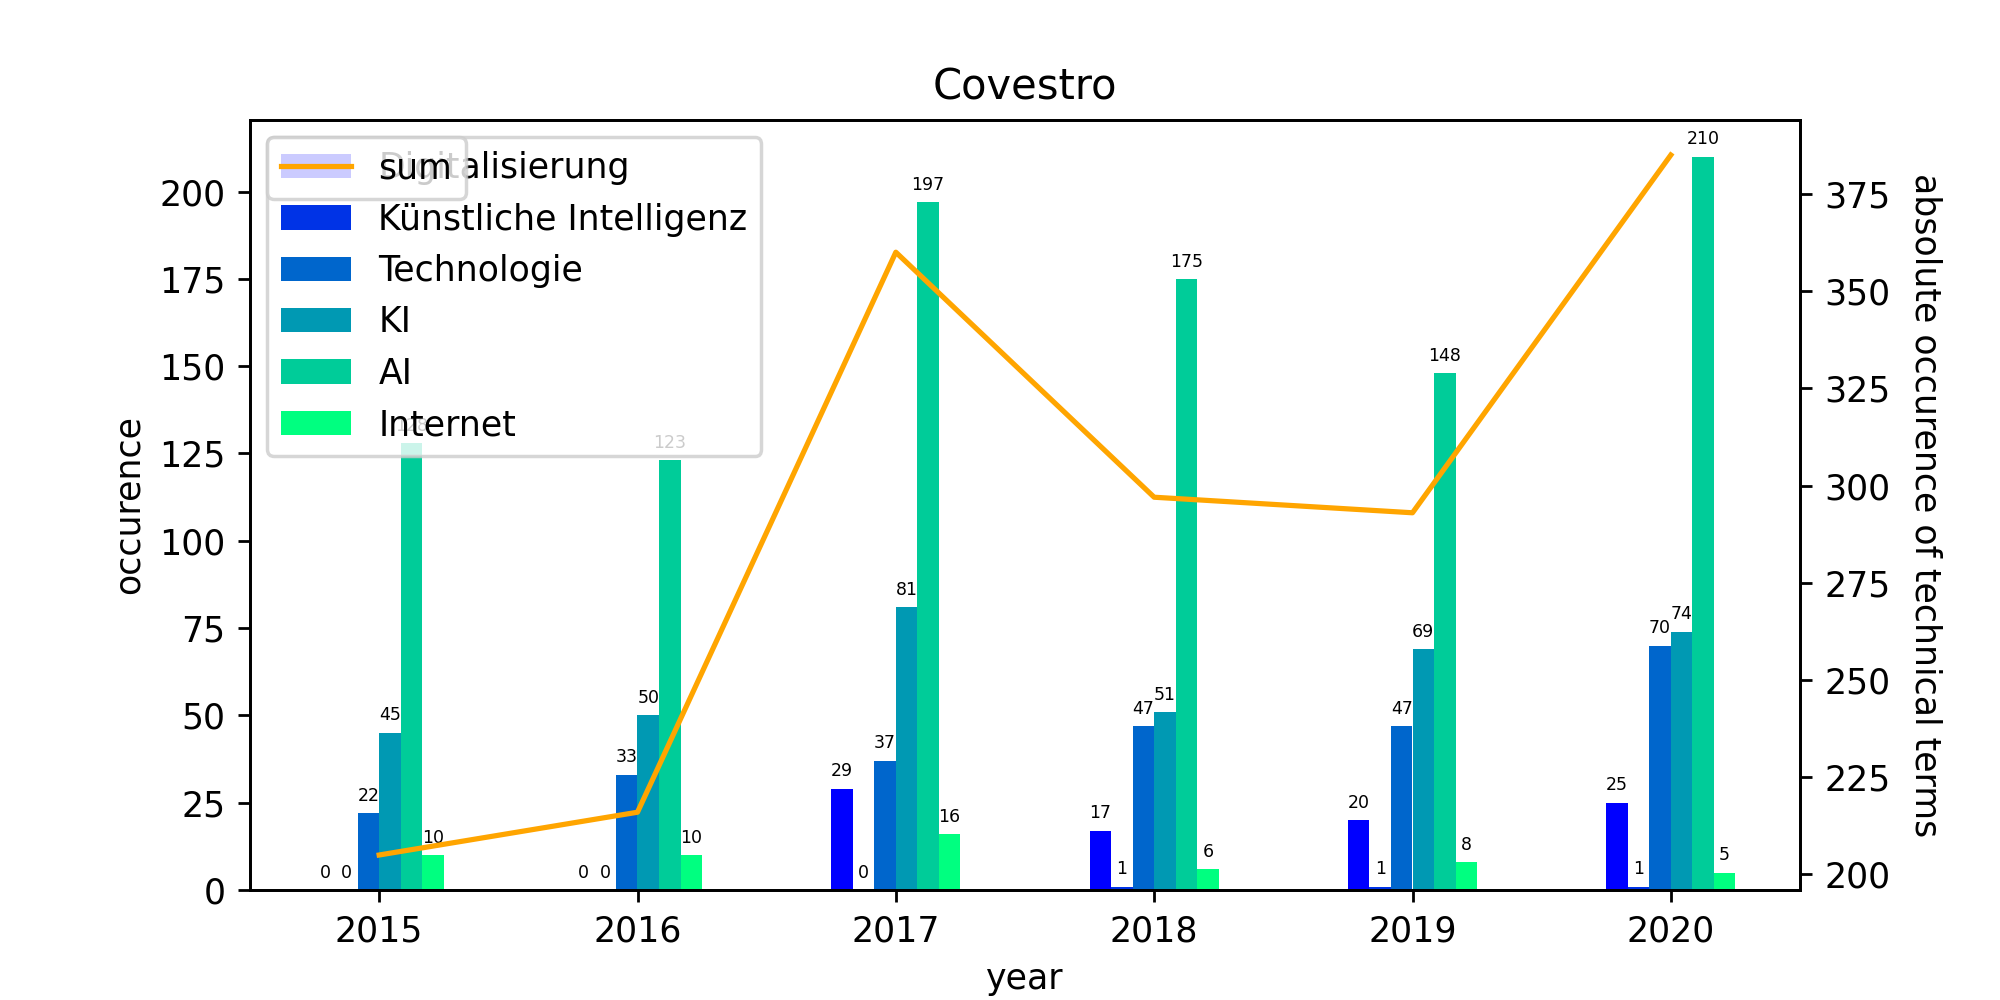 Covestro
sum
Digitalisierung
Künstliche Intelligenz
Technologie
KI
AI
Internet
occurence
200
175
150
125
100
75
50
25
0
absolute occurence of technical terms
375
350
325
300
275
250
225
200
0 0 22 45 128 10
0 0 33 50 123 10
29 0 37 81 197 16
17 1 47 51 175 6
20 1 47 69 148 8
25 1 70 74 210 5
2015 2016 2017 2018 2019 2020
year